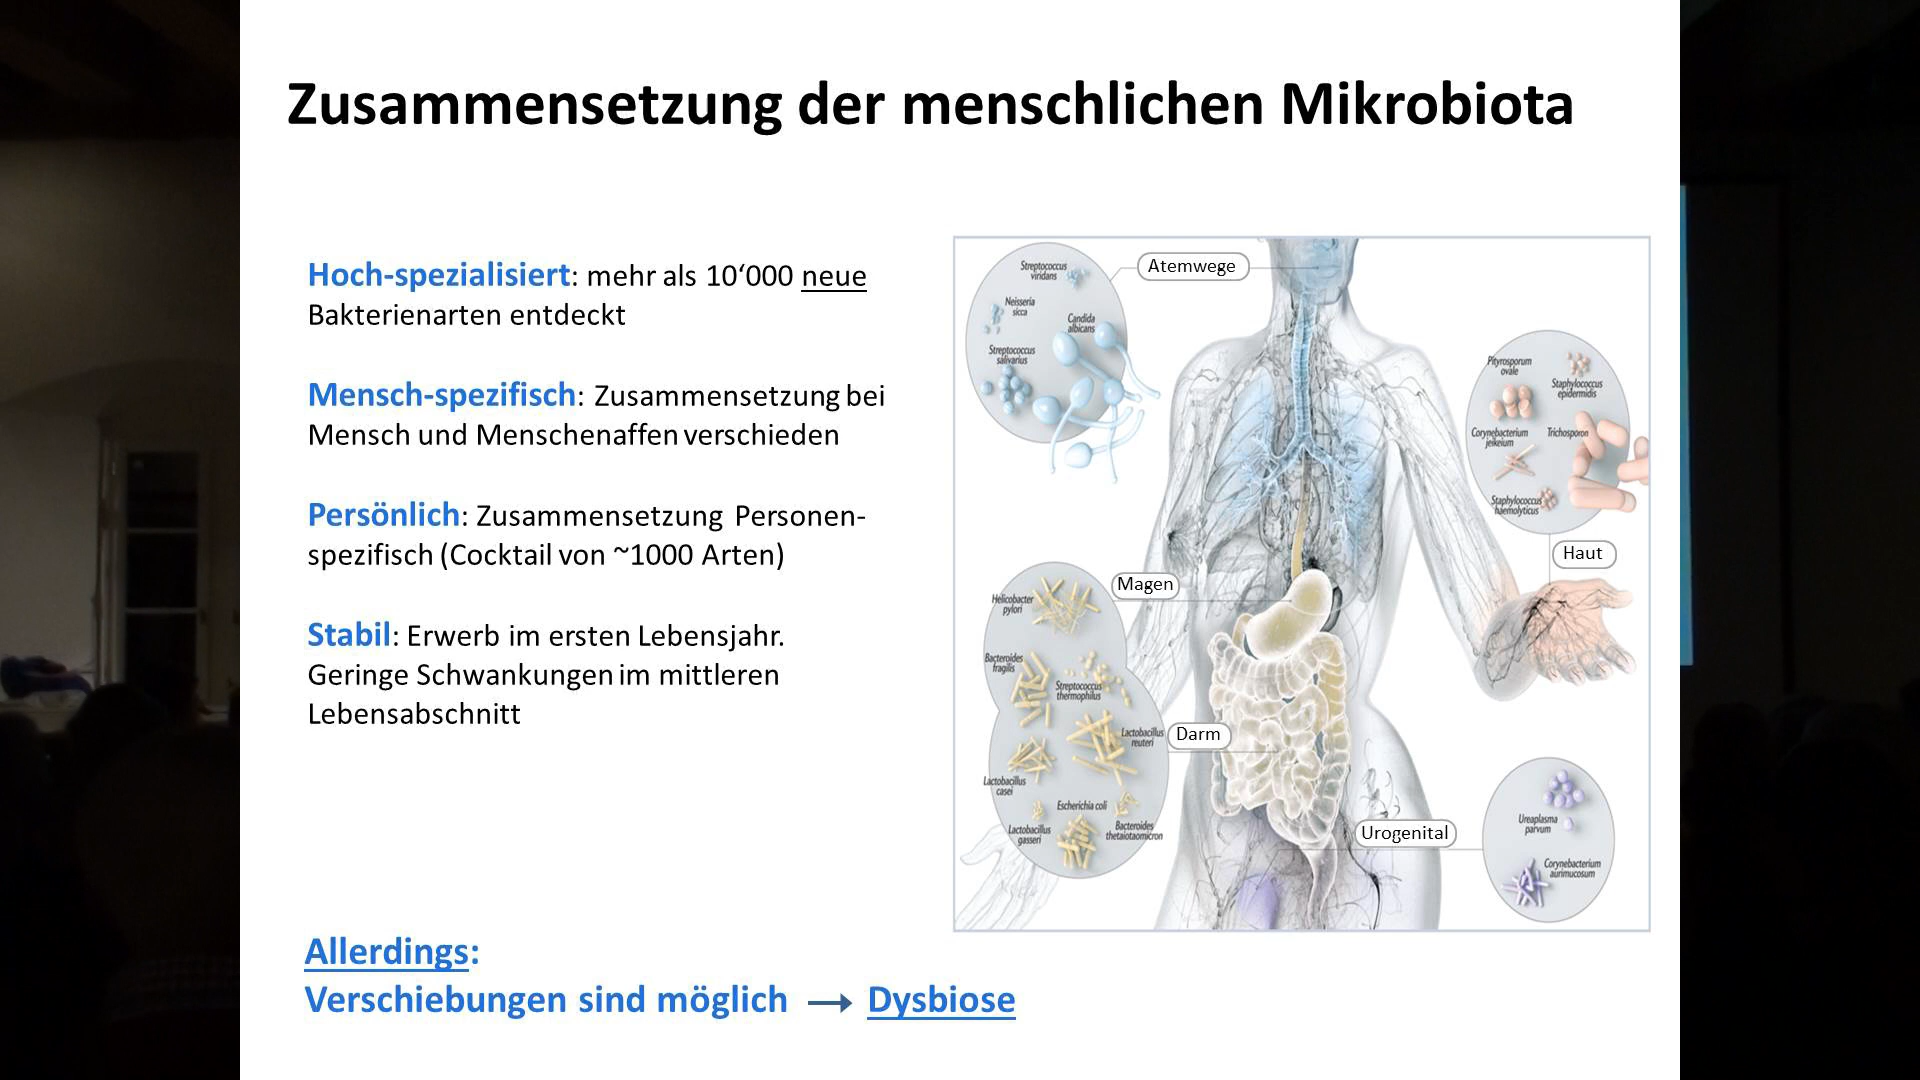 Zusammensetzung der menschlichen Mikrobiota
Hoch-spezialisiert: mehr als 10‘000 neue
Bakterienarten entdeckt
Mensch-spezifisch: Zusammensetzung bei
Mensch und Menschenaffen verschieden
Persönlich: Zusammensetzung Personen-
spezifisch (Cocktail von ~1000 Arten)
Stabil: Erwerb im ersten Lebensjahr.
Geringe Schwankungen im mittleren
Lebensabschnitt
Allerdings:
Verschiebungen sind möglich → Dysbiose
Atemwege
Streptococcus
viridans
Neisseria
sicca
Candida
albicans
Streptococcus
salivarius
Pityrosporum
ovale
Staphylococcus
epidermidis
Corynebacterium
jeikeium
Trichosporon
Staphylococcus
haemolyticus
Haut
Magen
Helicobacter
pylori
Bacteroides
fragilis
Streptococcus
thermophilus
Lactobacillus
reuteri
Darm
Lactobacillus
casei
Escherichia coli
Lactobacillus
gasseri
Bacteroides
thetaiotaomicron
Urogenital
Ureaplasma
parvum
Corynebacterium
aurimucosum